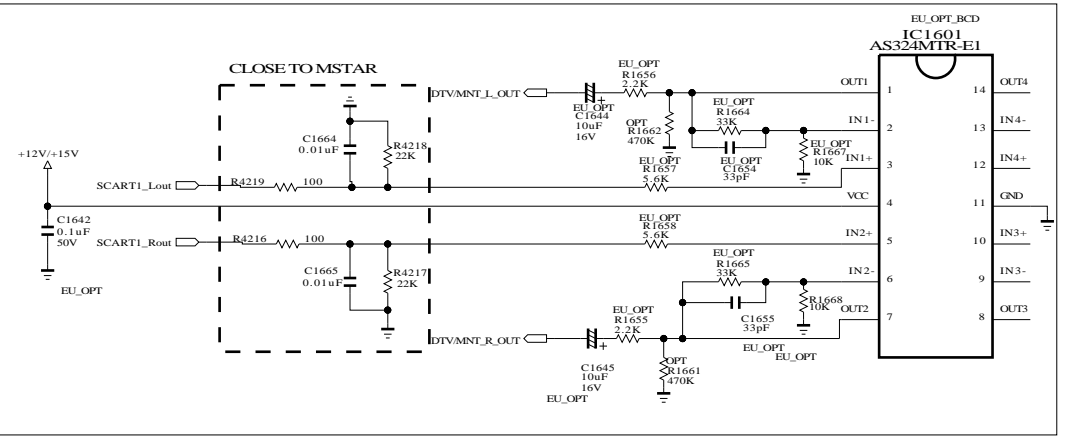 EU_OPT_BCD
IC1601
AS324MTR-E1
CLOSE TO MSTAR
DTV/MNT_L_OUT
EU_OPT
C1644
10uF
16V
EU_OPT
R1656
2.2K
OPT
R1662
470K
EU_OPT
R1664
33K
EU_OPT
C1654
33pF
EU_OPT
R1667
10K
OUT1
1
14
OUT4
IN1-
2
13
IN4-
IN1+
3
12
IN4+
VCC
4
11
GND
IN2+
5
10
IN3+
IN2-
6
9
IN3-
OUT2
7
8
OUT3
+12V/+15V
C1642
0.1uF
50V
EU_OPT
SCART1_Lout
R4219
100
C1664
0.01uF
R4218
22K
EU_OPT
R1657
5.6K
SCART1_Rout
R4216
100
C1665
0.01uF
R4217
22K
EU_OPT
R1658
5.6K
EU_OPT
R1665
33K
C1655
33pF
EU_OPT
R1668
10K
EU_OPT
DTV/MNT_R_OUT
C1645
10uF
16V
EU_OPT
EU_OPT
R1655
2.2K
OPT
R1661
470K